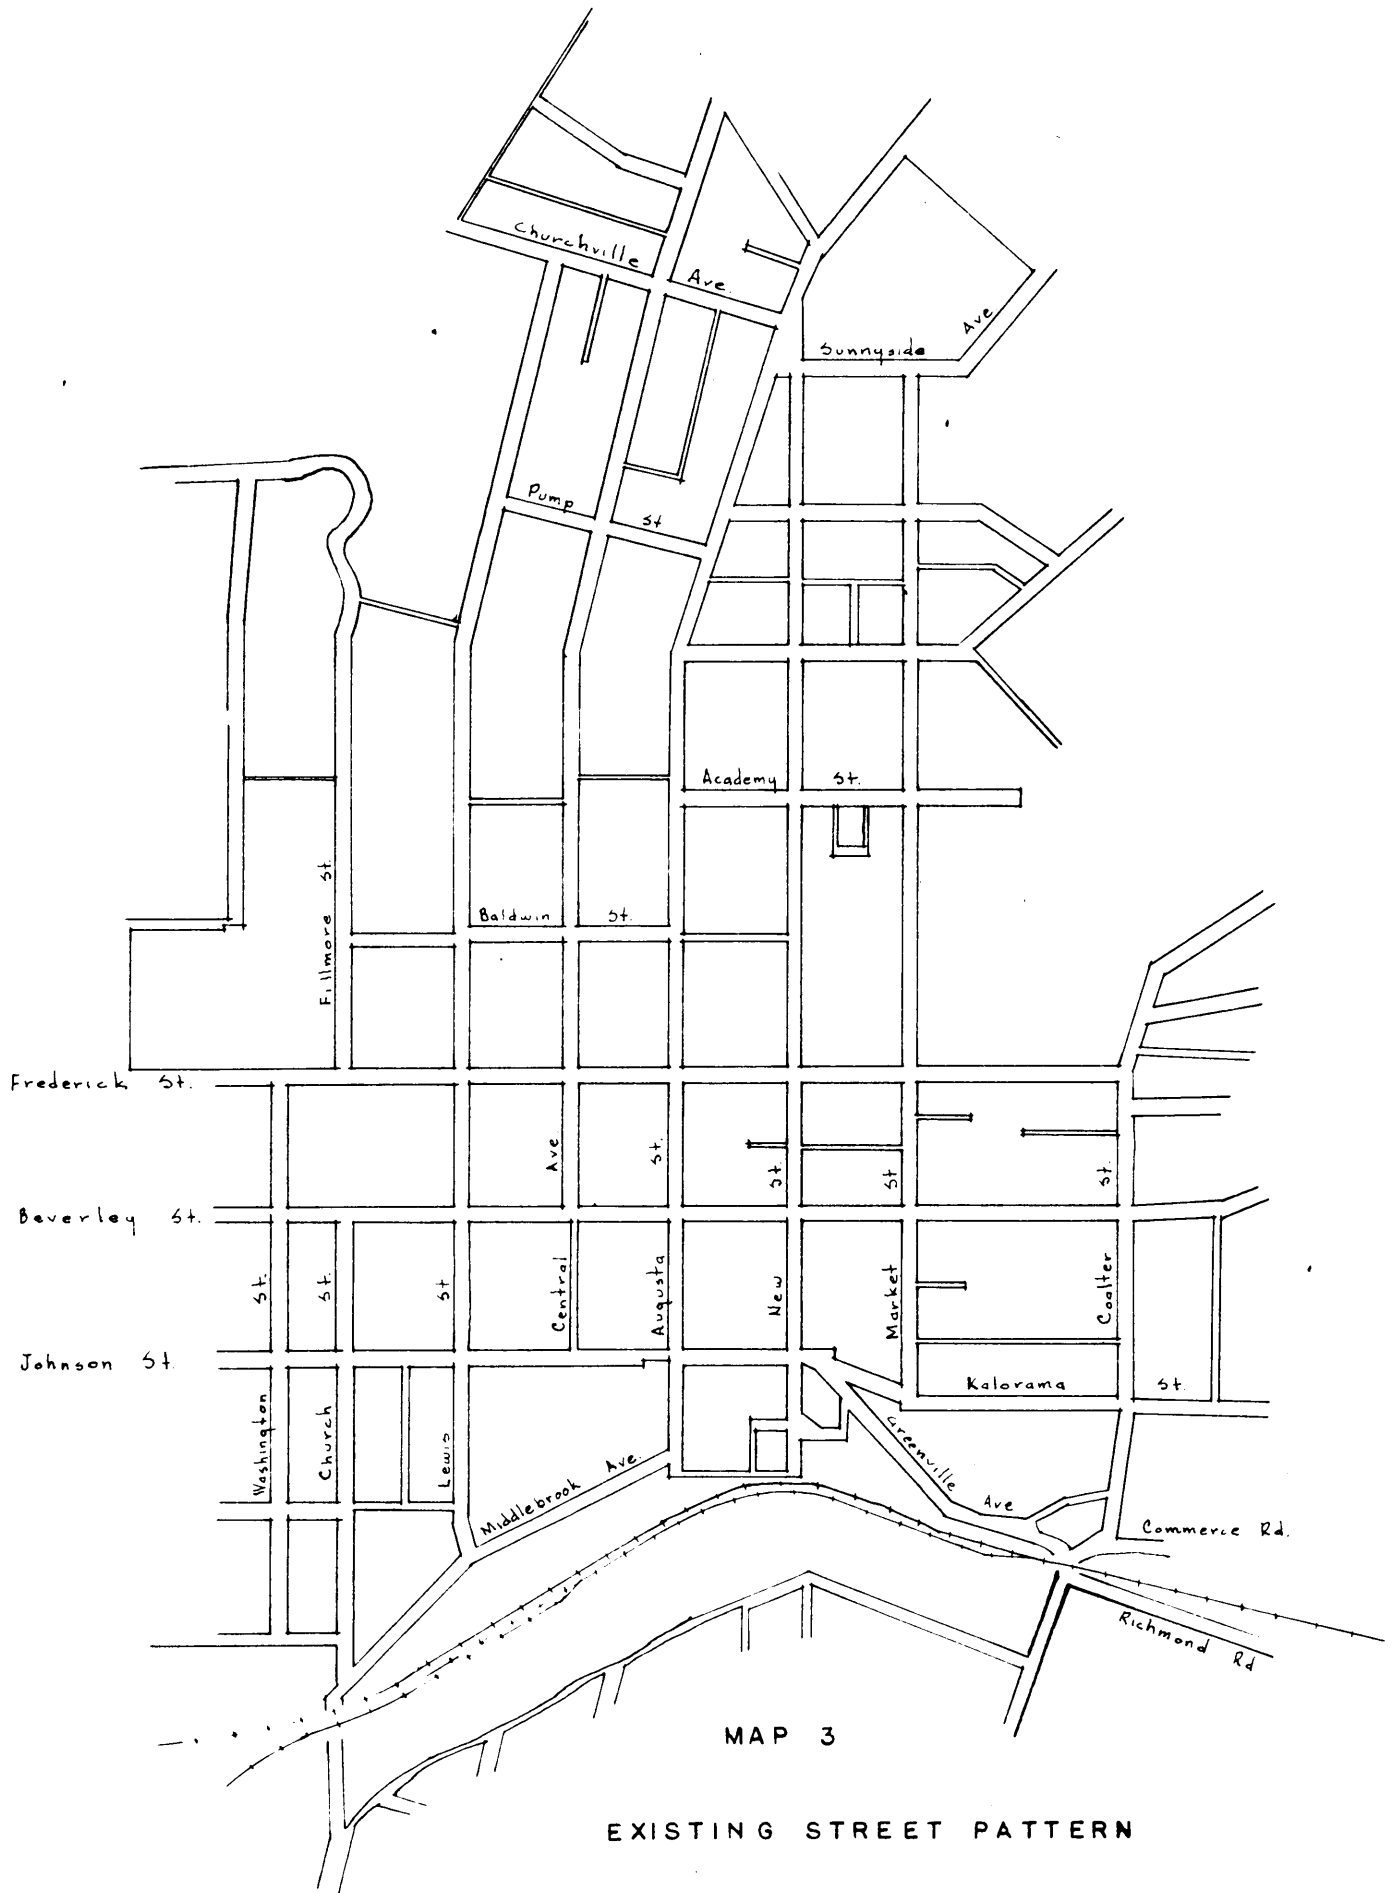 Churchville Ave.
Sunnyside Ave
Pump St
Academy St.
Fillmore St.
Baldwin St.
Frederick St.
Beverley St.
Johnson St.
Washington St.
Church St.
Lewis St
Central Ave
Augusta St.
New St.
Market St
Coalter St.
Kalorama St.
Greenville Ave
Middlebrook Ave.
Commerce Rd.
Richmond Rd
MAP 3
EXISTING STREET PATTERN